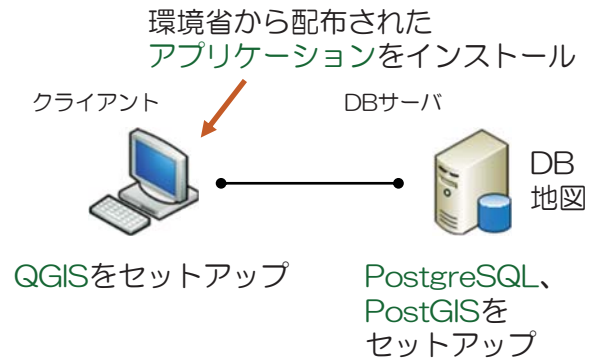 環境省から配布された
アプリケーションをインストール
クライアント
DBサーバ
DB
地図
QGISをセットアップ
PostgreSQL、
PostGISを
セットアップ